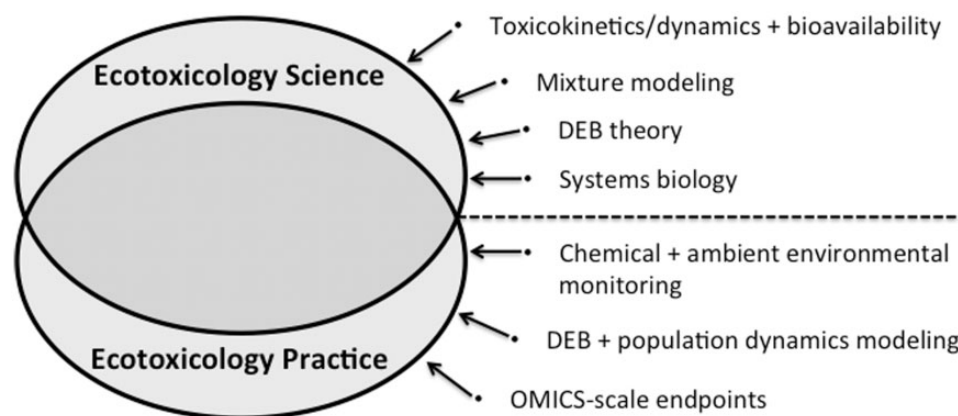 Toxicokinetics/dynamics + bioavailability
Ecotoxicology Science
Mixture modeling
DEB theory
Systems biology
Chemical + ambient environmental
monitoring
DEB + population dynamics modeling
Ecotoxicology Practice
OMICS-scale endpoints